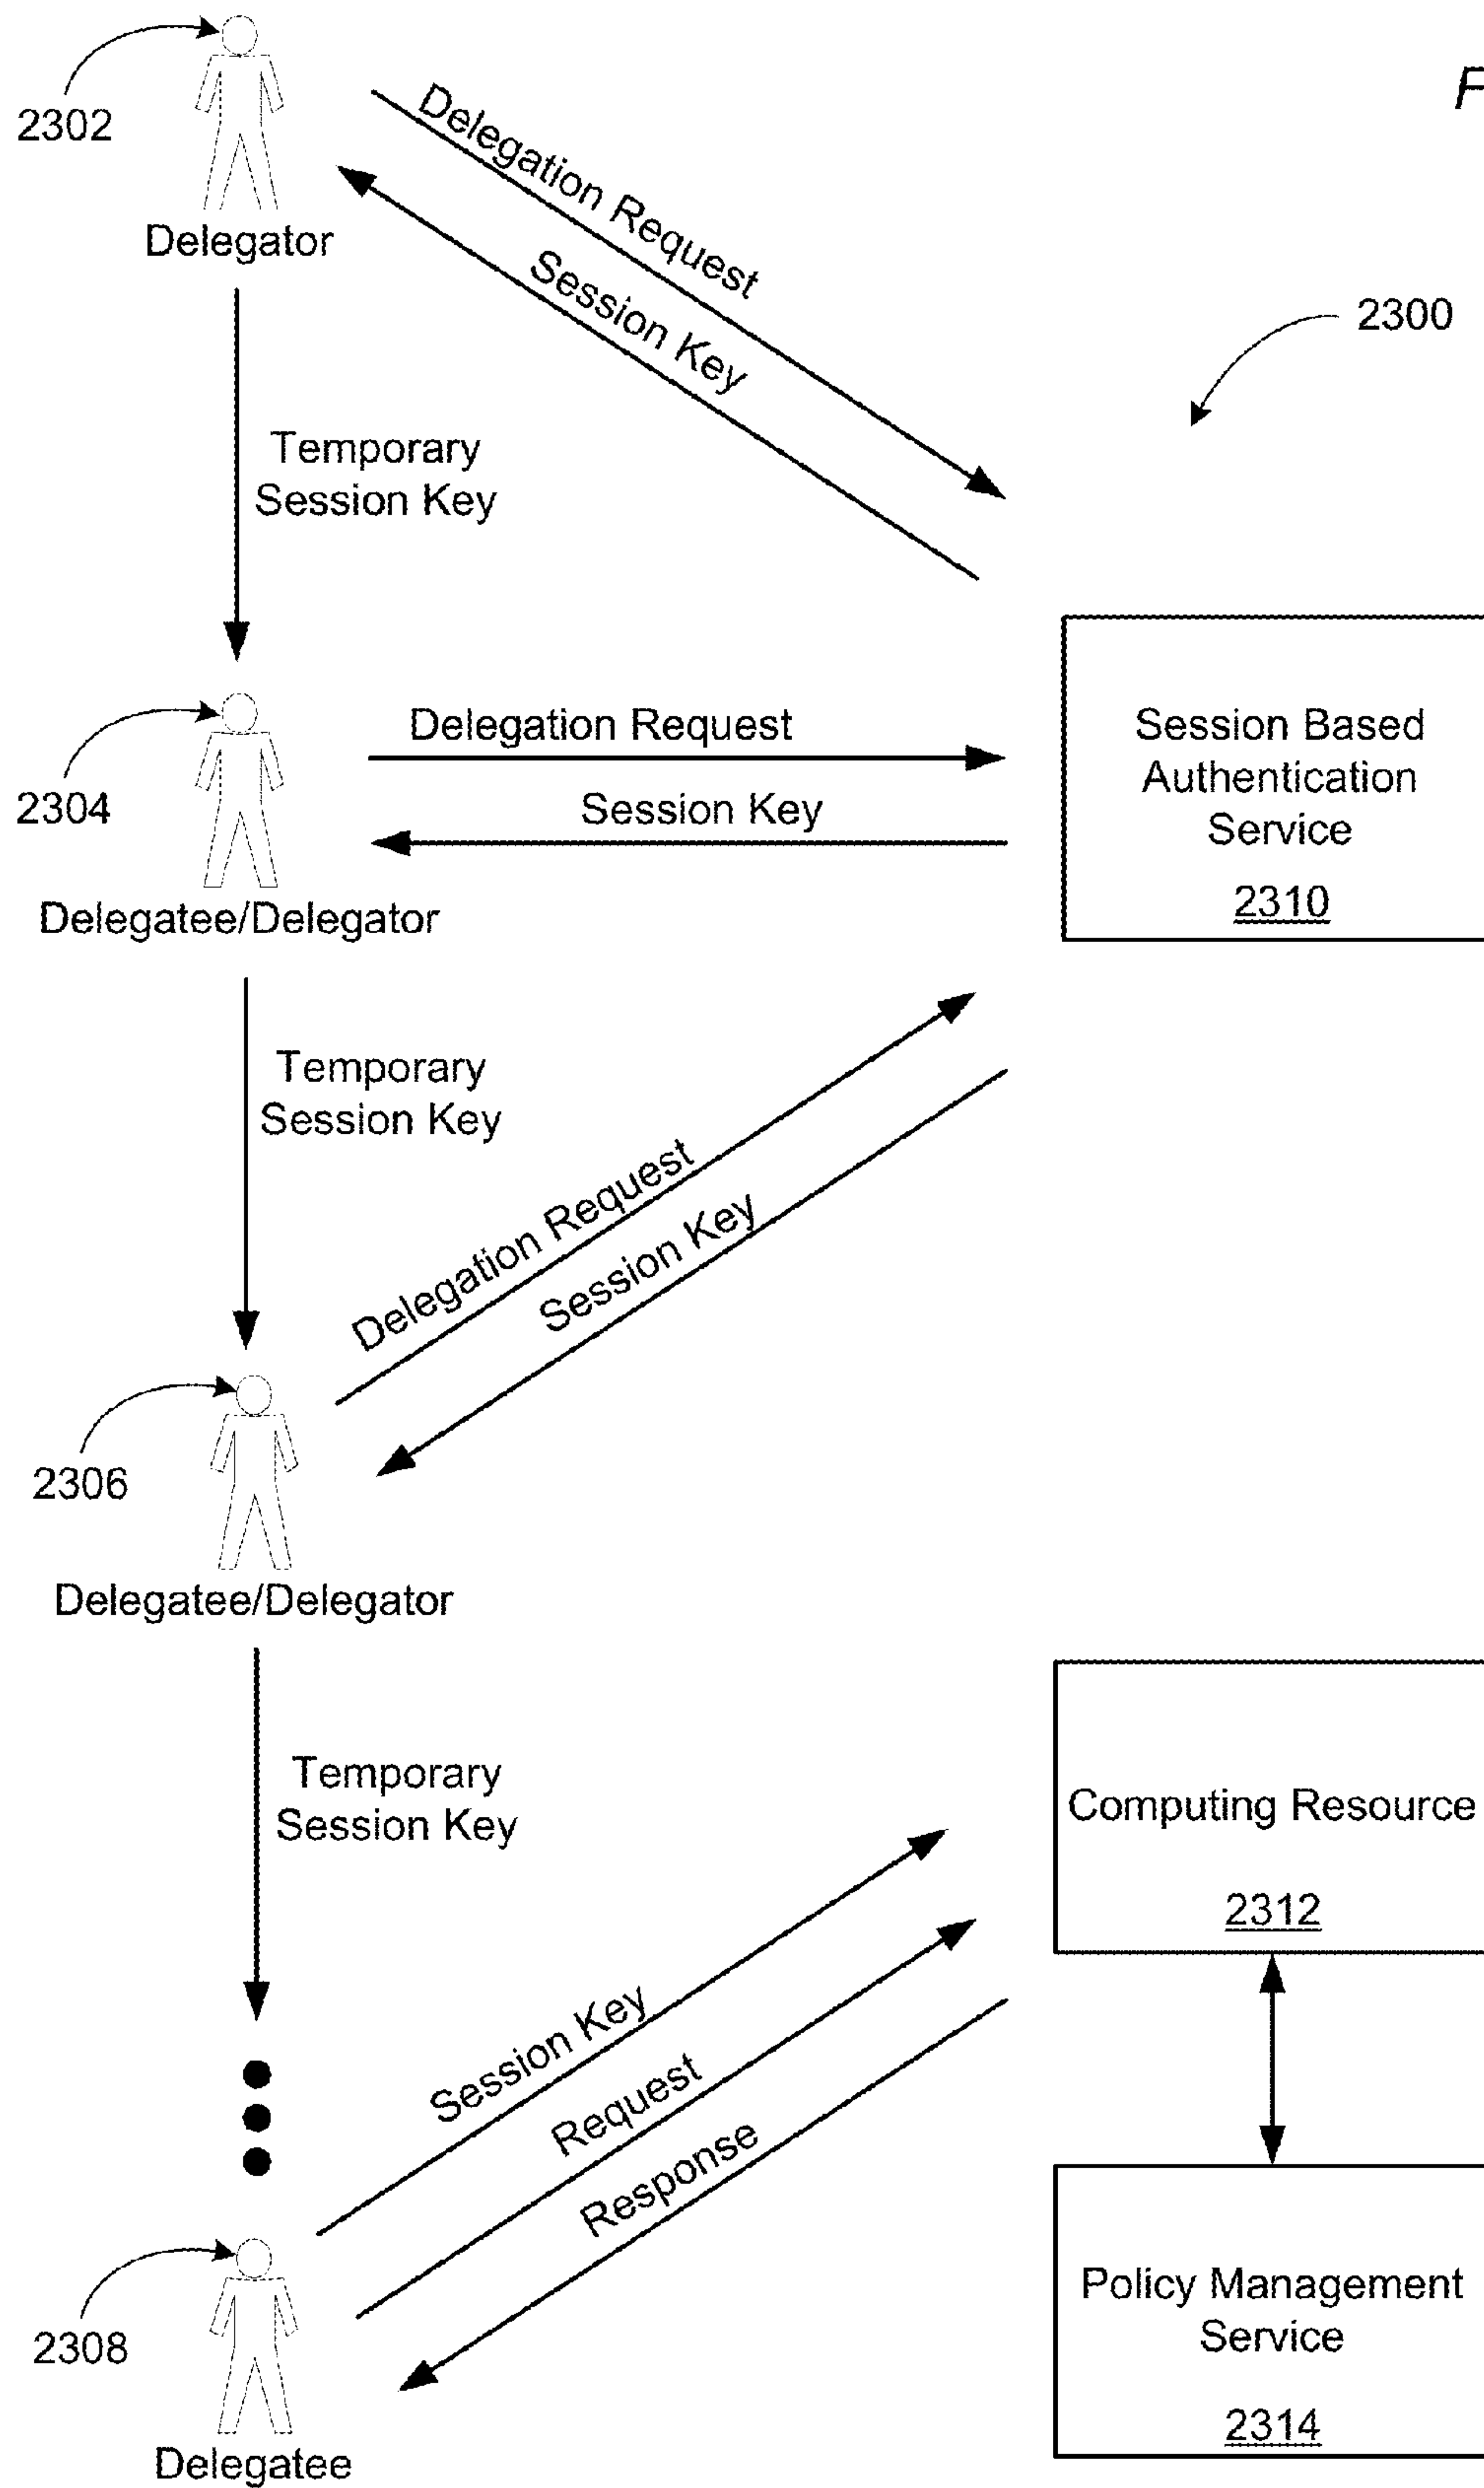 F
2302
Delegator
Delegation Request
Session Key
2300
Temporary
Session Key
2304
Delegatee/Delegator
Delegation Request
Session Key
Session Based
Authentication
Service
2310
Temporary
Session Key
Delegation Request
Session Key
2306
Delegatee/Delegator
Temporary
Session Key
Computing Resource
2312
Session Key
Request
Response
2308
Delegatee
Policy Management
Service
2314